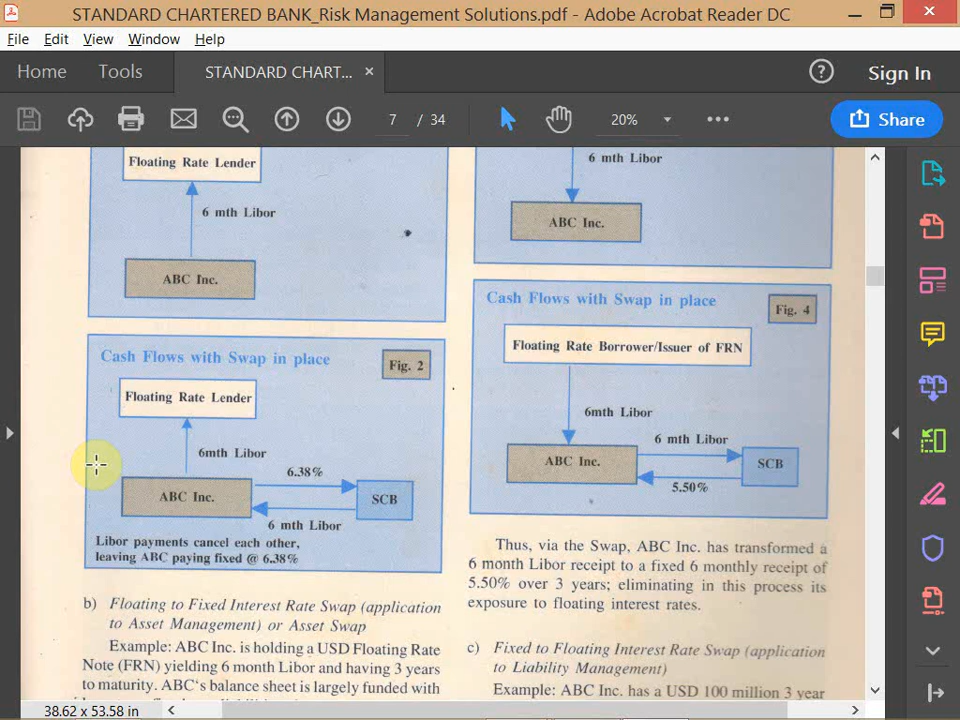 STANDARD CHARTERED BANK_Risk Management Solutions.pdf - Adobe Acrobat Reader DC
File Edit View Window Help
Home Tools STANDARD CHART... × Sign In
7 / 34 20% Share
Floating Rate Lender
6 mth Libor
ABC Inc.
Cash Flows with Swap in place
Fig. 2
Floating Rate Lender
6mth Libor
6.38%
ABC Inc.
SCB
6 mth Libor
Libor payments cancel each other,
leaving ABC paying fixed @ 6.38%
b) Floating to Fixed Interest Rate Swap (application
to Asset Management) or Asset Swap
Example: ABC Inc. is holding a USD Floating Rate
Note (FRN) yielding 6 month Libor and having 3 years
to maturity. ABC's balance sheet is largely funded with
6 mth Libor
ABC Inc.
Cash Flows with Swap in place
Fig. 4
Floating Rate Borrower/Issuer of FRN
6mth Libor
6 mth Libor
ABC Inc.
SCB
5.50%
Thus, via the Swap, ABC Inc. has transformed a
6 month Libor receipt to a fixed 6 monthly receipt of
5.50% over 3 years; eliminating in this process its
exposure to floating interest rates.
c) Fixed to Floating Interest Rate Swap (application
to Liability Management)
Example: ABC Inc. has a USD 100 million 3 year
38.62 x 53.58 in